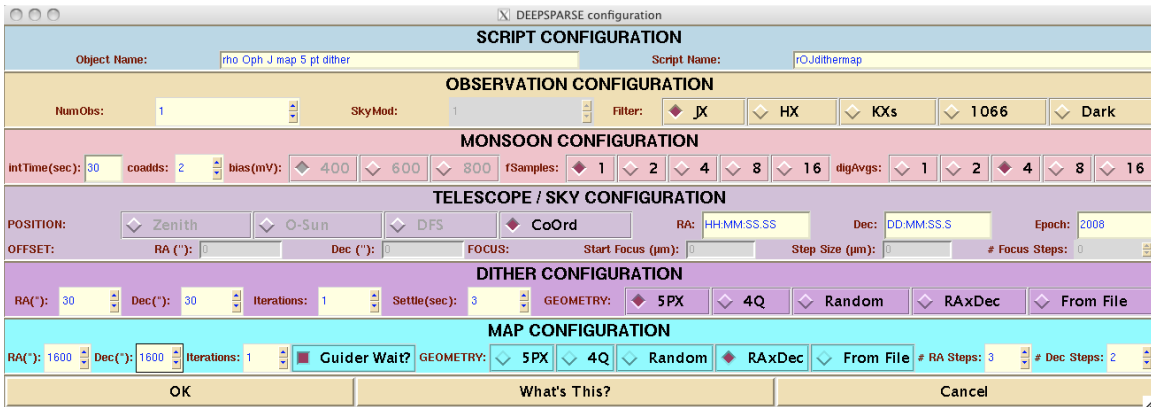 DEEPSPARSE configuration
SCRIPT CONFIGURATION
Object Name: rho Oph J map 5 pt dither Script Name: rOJdithermap
OBSERVATION CONFIGURATION
NumObs: 1 SkyMod: 1 Filter: JX HX KXs 1066 Dark
MONSOON CONFIGURATION
intTime(sec): 30 coadds: 2 bias(mV): 400 600 800 fSamples: 1 2 4 8 16 digAvgs: 1 2 4 8 16
TELESCOPE / SKY CONFIGURATION
POSITION: Zenith O-Sun DFS CoOrd RA: HH:MM:SS.SS Dec: DD:MM:SS.S Epoch: 2008
OFFSET: RA ("): 0 Dec ("): 0 FOCUS: Start Focus (µm): 0 Step Size (µm): 0 # Focus Steps: 0
DITHER CONFIGURATION
RA("): 30 Dec("): 30 Iterations: 1 Settle(sec): 3 GEOMETRY: 5PX 4Q Random RAxDec From File
MAP CONFIGURATION
RA("): 1600 Dec("): 1600 Iterations: 1 Guider Wait? GEOMETRY: 5PX 4Q Random RAxDec From File # RA Steps: 3 # Dec Steps: 2
OK What's This? Cancel